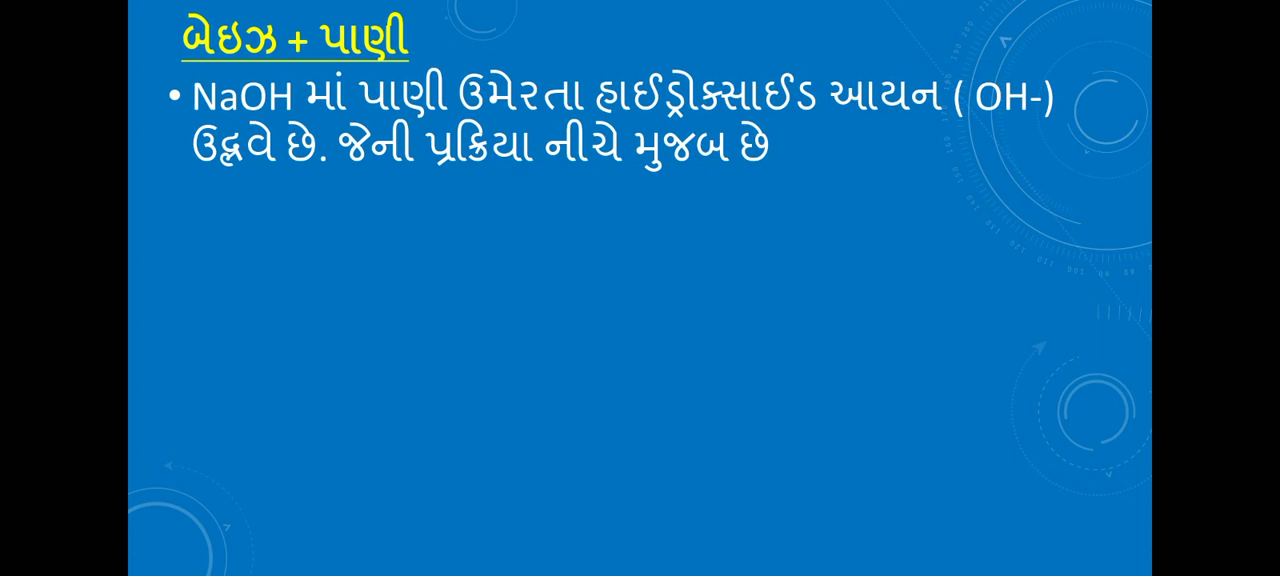 બેઇઝ + પાણી
• NaOH માં પાણી ઉમેરતા હાઈડ્રોક્સાઈડ આયન ( OH-)
ઉદ્ભવે છે. જેની પ્રક્રિયા નીચે મુજબ છે